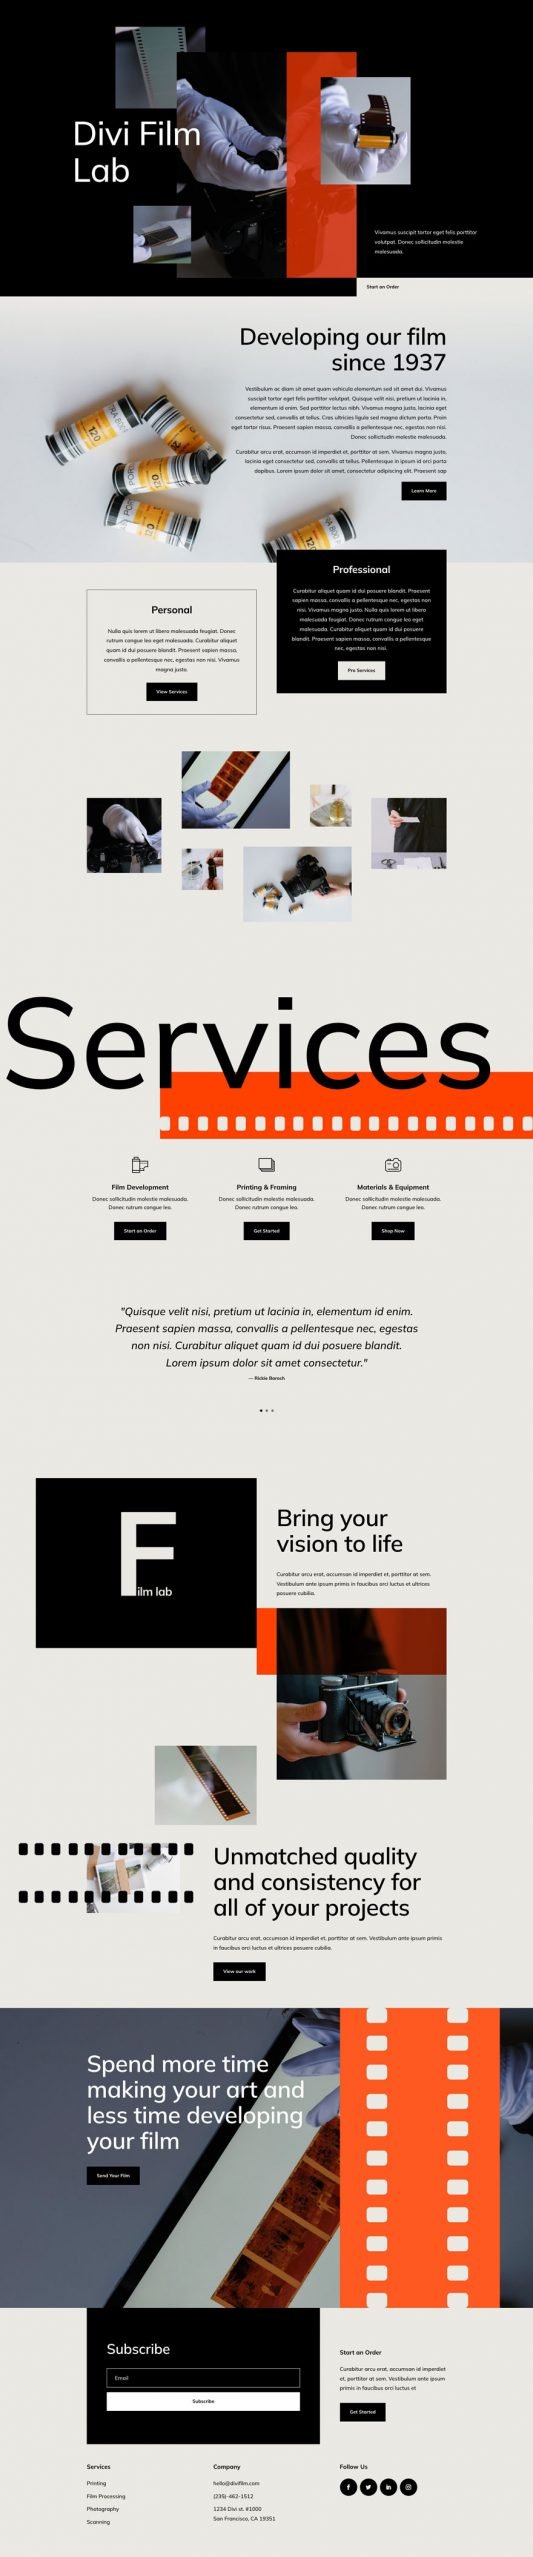 Divi Film
Lab
Vivamus suscipit tortor eget felis porttitor
volutpat. Donec sollicitudin molestie
malesuada.
Start an Order
Developing our film
since 1937
Vestibulum ac diam sit amet quam vehicula elementum sed sit amet dui. Vivamus
suscipit tortor eget felis porttitor volutpat. Quisque velit nisi, pretium ut lacinia in,
elementum id enim. Sed porttitor lectus nibh. Vivamus magna justo, lacinia eget
consectetur sed, convallis at tellus. Cras ultricies ligula sed magna dictum porta. Proin
eget tortor risus. Praesent sapien massa, convallis a pellentesque nec, egestas non nisi.
Donec sollicitudin molestie malesuada.
Curabitur arcu erat, accumsan id imperdiet et, porttitor at sem. Vivamus magna justo,
lacinia eget consectetur sed, convallis at tellus. Pellentesque in ipsum id orci porta
dapibus. Lorem ipsum dolor sit amet, consectetur adipiscing elit. Praesent sap
Learn More
Personal
Nulla quis lorem ut libero malesuada feugiat. Donec
rutrum congue leo eget malesuada. Curabitur aliquet
quam id dui posuere blandit. Praesent sapien massa,
convallis a pellentesque nec, egestas non nisi. Vivamus
magna justo.
View Services
Professional
Curabitur aliquet quam id dui posuere blandit. Praesent
sapien massa, convallis a pellentesque nec, egestas non
nisi. Vivamus magna justo. Nulla quis lorem ut libero
malesuada feugiat. Donec rutrum congue leo eget
malesuada. Curabitur aliquet quam id dui posuere
blandit. Praesent sapien massa, convallis a pellentesque
nec, egestas non nisi.
Pro Services
Services
Film Development
Donec sollicitudin molestie malesuada.
Donec rutrum congue leo.
Start an Order
Printing & Framing
Donec sollicitudin molestie malesuada.
Donec rutrum congue leo.
Get Started
Materials & Equipment
Donec sollicitudin molestie malesuada.
Donec rutrum congue leo.
Shop Now
"Quisque velit nisi, pretium ut lacinia in, elementum id enim.
Praesent sapien massa, convallis a pellentesque nec, egestas
non nisi. Curabitur aliquet quam id dui posuere blandit.
Lorem ipsum dolor sit amet consectetur."
— Rickie Baroch
Film lab
Bring your
vision to life
Curabitur arcu erat, accumsan id imperdiet et, porttitor at sem.
Vestibulum ante ipsum primis in faucibus orci luctus et ultrices
posuere cubilia.
Unmatched quality
and consistency for
all of your projects
Curabitur arcu erat, accumsan id imperdiet et, porttitor at sem. Vestibulum ante ipsum primis
in faucibus orci luctus et ultrices posuere cubilia.
View our work
Spend more time
making your art and
less time developing
your film
Send Your Film
Subscribe
Email
Subscribe
Start an Order
Curabitur arcu erat, accumsan id imperdiet
et, porttitor at sem. Vestibulum ante ipsum
primis in faucibus orci luctus et
Get Started
Services
Printing
Film Processing
Photography
Scanning
Company
hello@divifilm.com
(235)-462-1512
1234 Divi st. #1000
San Francisco, CA 19351
Follow Us